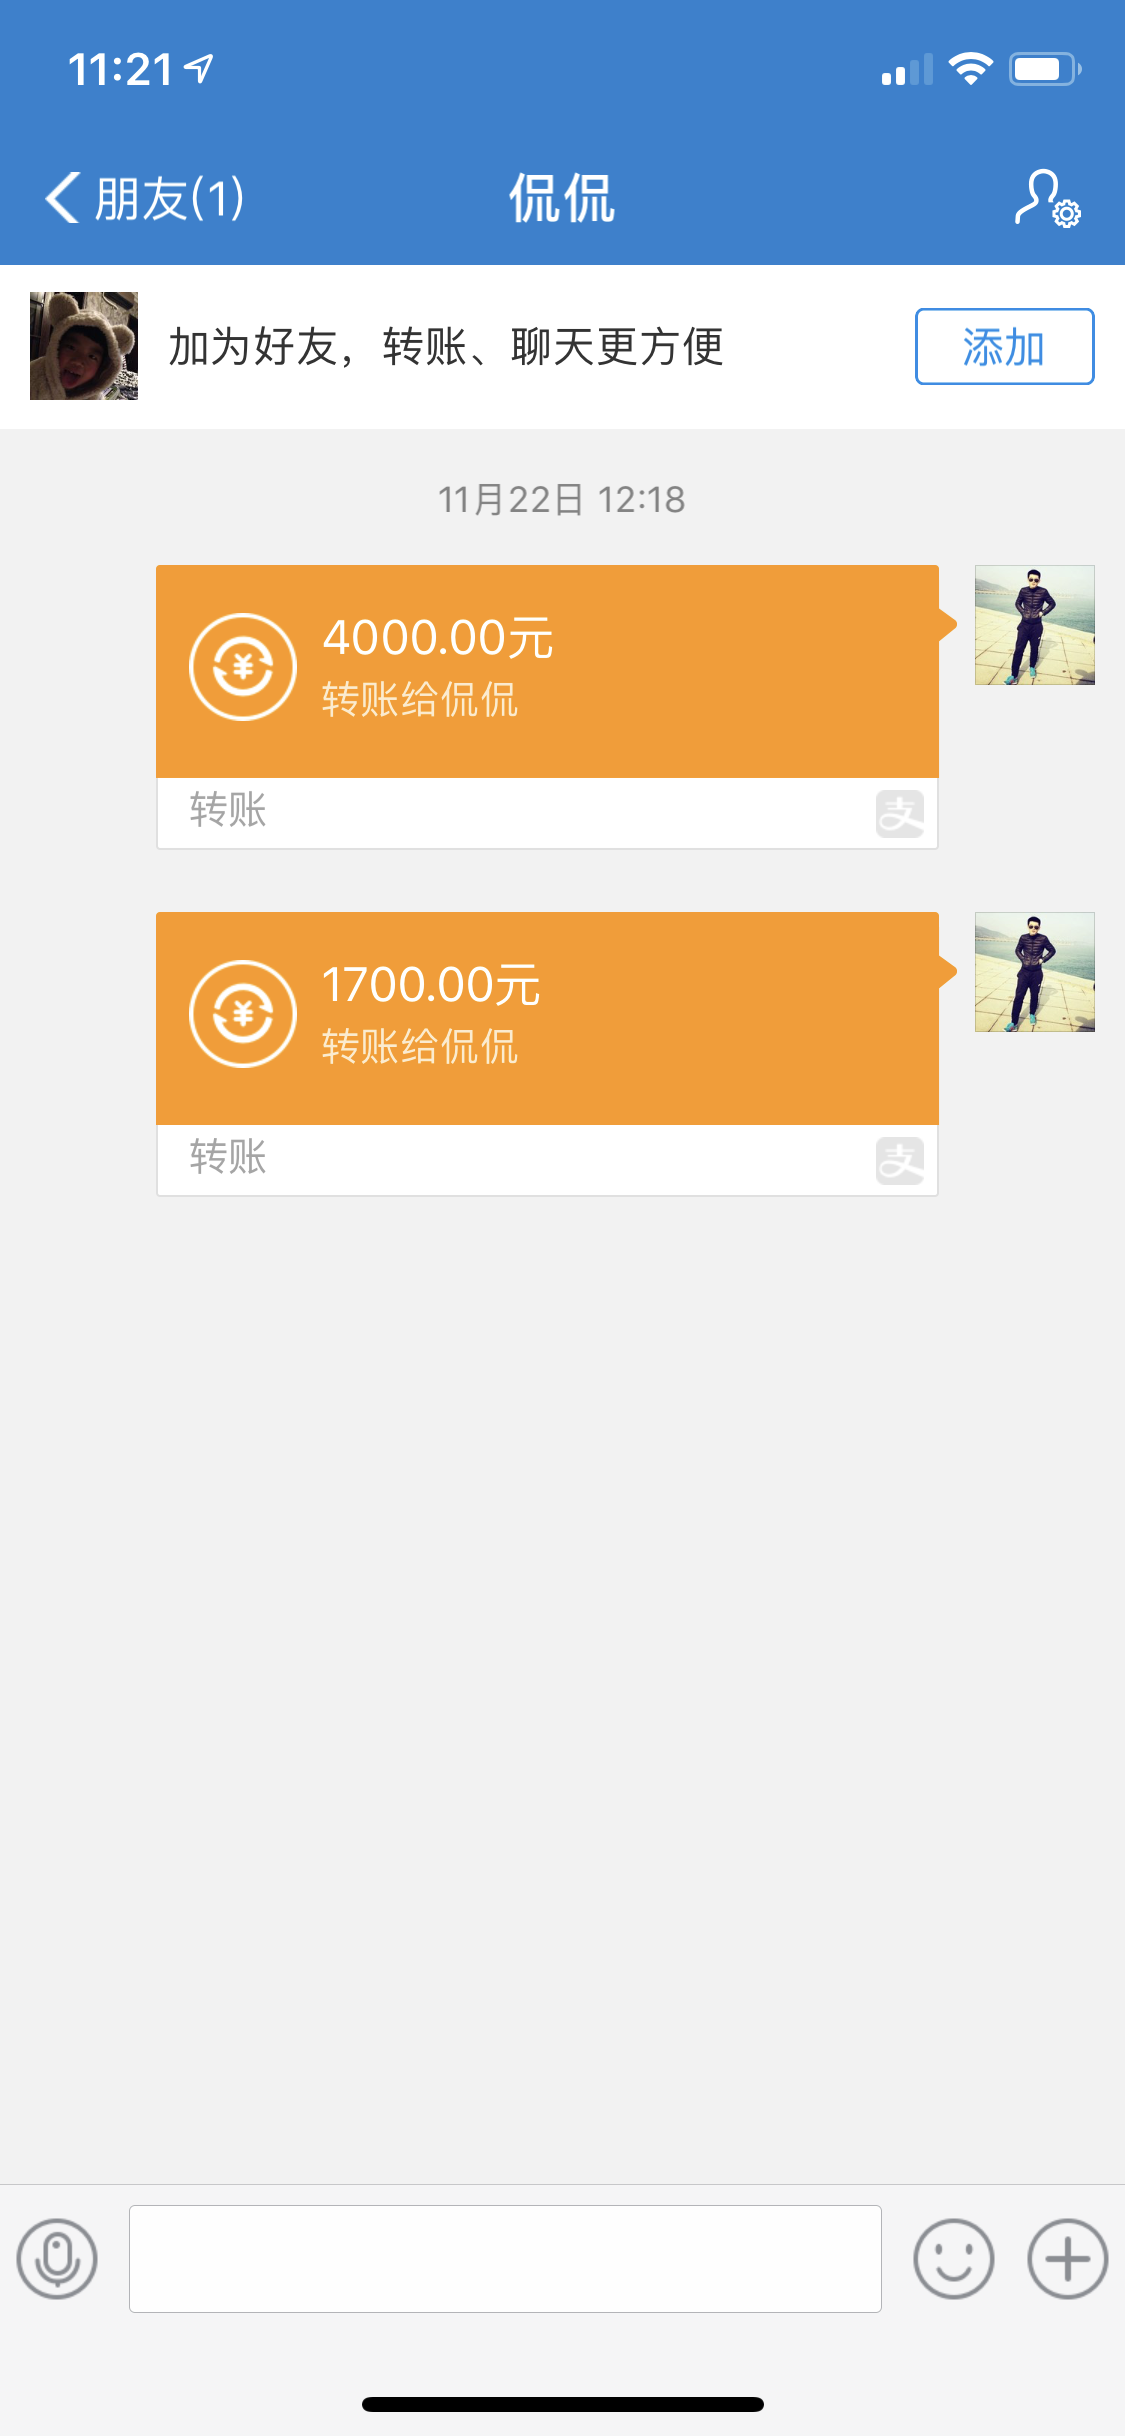 11:21
朋友(1)
侃侃
加为好友，转账、聊天更方便
添加
11月22日 12:18
4000.00元
转账给侃侃
转账
支
1700.00元
转账给侃侃
转账
支